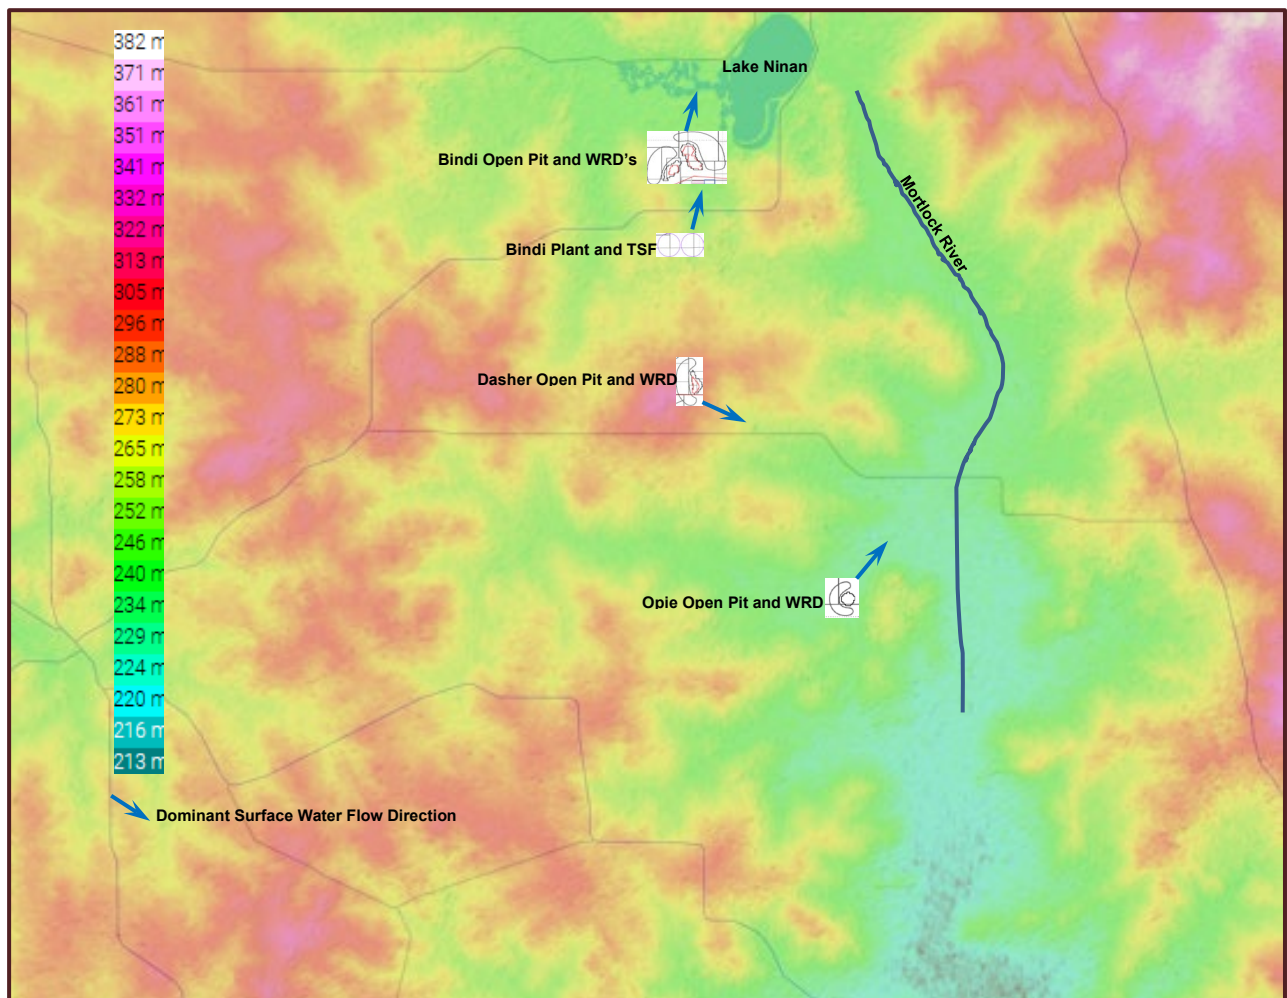 382 m
371 m
361 m
351 m
341 m
332 m
322 m
313 m
305 m
296 m
288 m
280 m
273 m
265 m
258 m
252 m
246 m
240 m
234 m
229 m
224 m
220 m
216 m
213 m
Lake Ninan
Bindi Open Pit and WRD's
Mortlock River
Bindi Plant and TSF
Dasher Open Pit and WRD
Opie Open Pit and WRD
Dominant Surface Water Flow Direction